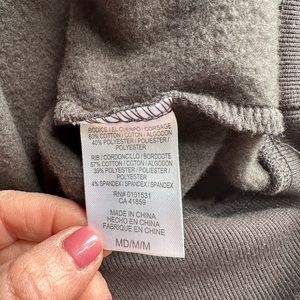 BODICE / EL CUERPO / CORSAGE
60% COTTON / COTON / ALGODON
40% POLYESTER / POLYESTER /
POLYESTER
RIB / CORDONCILLO / BORDCOTE
57% COTTON / COTON / ALGODON
39% POLYESTER / POLYESTER /
POLYESTER
4% SPANDEX / SPANDEX / SPANDEX
RN# 0101531
CA 41859
MADE IN CHINA
HECHO EN CHINA
FABRIQUE EN CHINE
MD/M/M